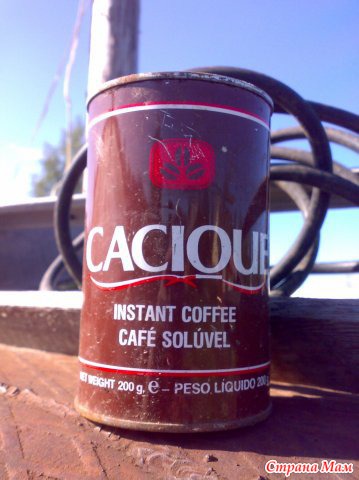 CACIQUE
INSTANT COFFEE
CAFÉ SOLÚVEL
NET WEIGHT 200 g. e – PESO LÍQUIDO 200
Страна Мам